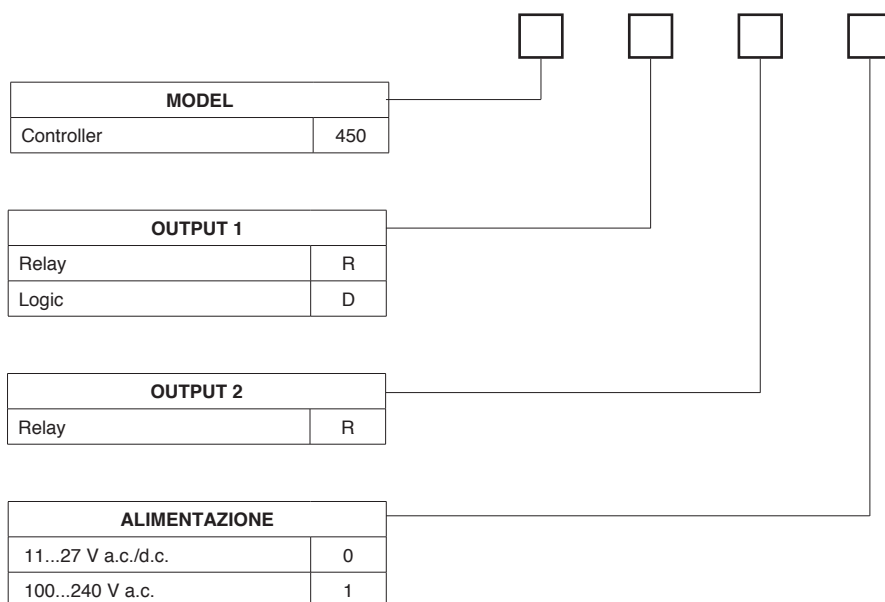 MODEL
Controller 450
OUTPUT 1
Relay R
Logic D
OUTPUT 2
Relay R
ALIMENTAZIONE
11...27 V a.c./d.c. 0
100...240 V a.c. 1